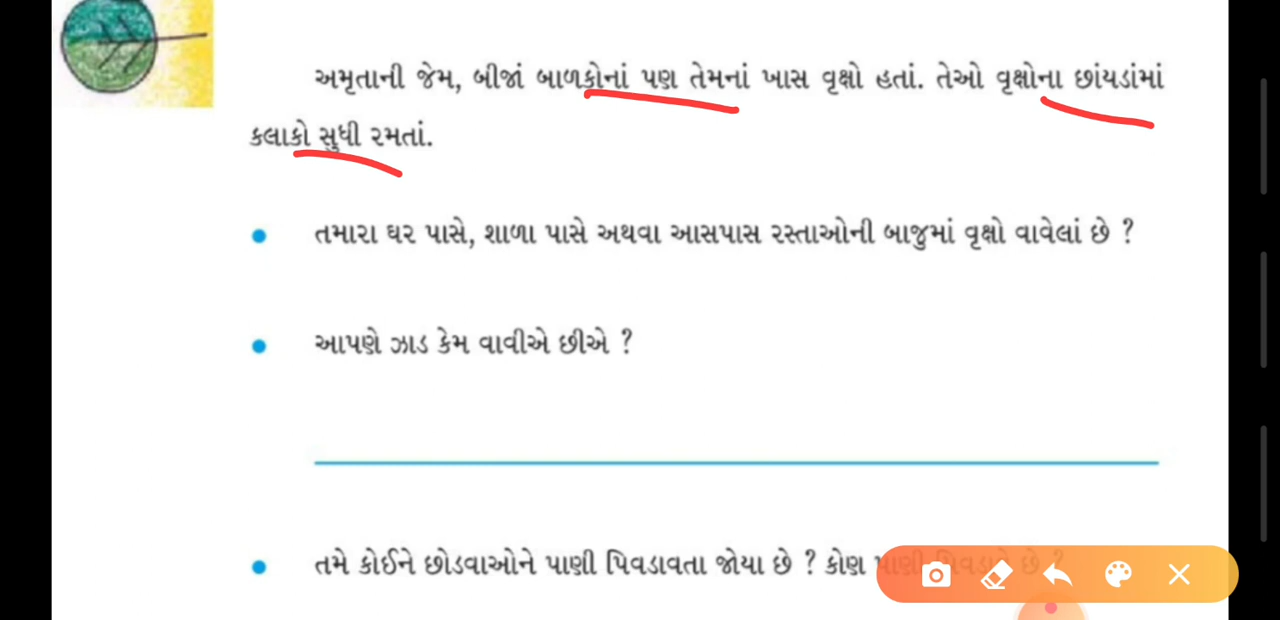 અમૃતાની જેમ, બીજાં બાળકોનાં પણ તેમનાં ખાસ વૃક્ષો હતાં. તેઓ વૃક્ષોના છાંયડાંમાં
કલાકો સુધી રમતાં.
• તમારા ઘર પાસે, શાળા પાસે અથવા આસપાસ રસ્તાઓની બાજુમાં વૃક્ષો વાવેલાં છે ?
• આપણે ઝાડ કેમ વાવીએ છીએ ?
• તમે કોઈને છોડવાઓને પાણી પિવડાવતા જોયા છે ? કોણ